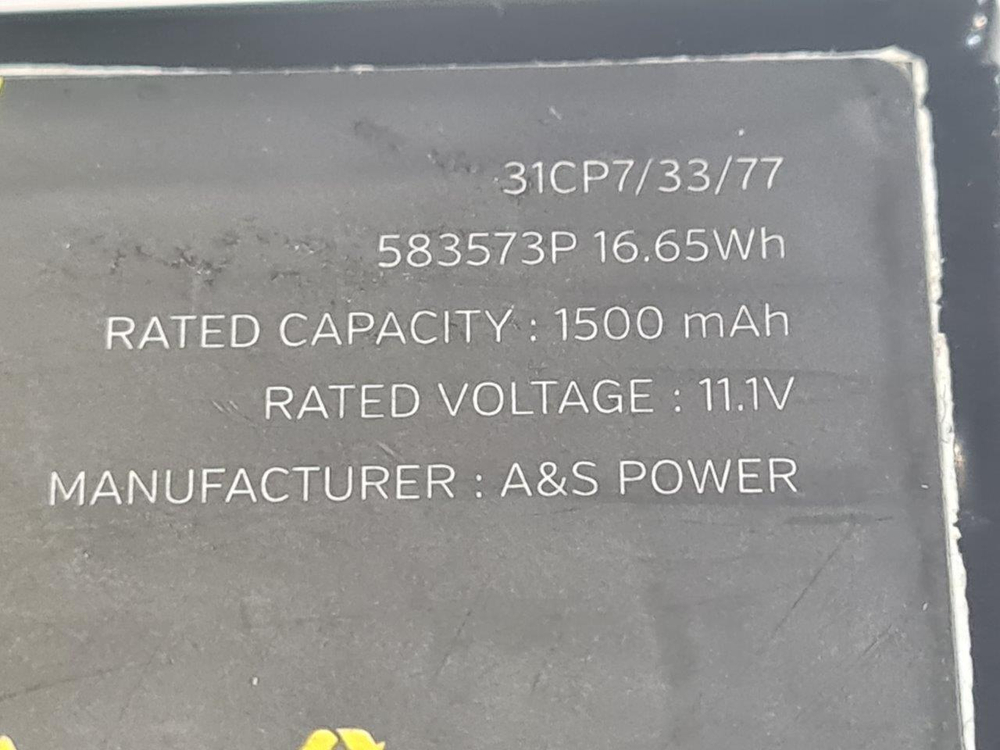 31CP7/33/77
583573P 16.65Wh
RATED CAPACITY : 1500 mAh
RATED VOLTAGE : 11.1V
MANUFACTURER : A&S POWER